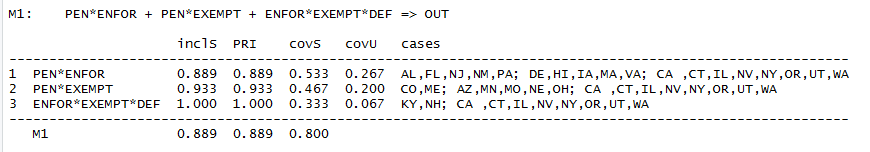 M1:    PEN*ENFOR + PEN*EXEMPT + ENFOR*EXEMPT*DEF => OUT
                     inclS   PRI    covS   covU   cases
-----------------------------------------------------------------------------------------
1  PEN*ENFOR         0.889  0.889  0.533  0.267  AL,FL,NJ,NM,PA; DE,HI,IA,MA,VA; CA ,CT,IL,NV,NY,OR,UT,WA
2  PEN*EXEMPT        0.933  0.933  0.467  0.200  CO,ME; AZ,MN,MO,NE,OH; CA ,CT,IL,NV,NY,OR,UT,WA
3  ENFOR*EXEMPT*DEF  1.000  1.000  0.333  0.067  KY,NH; CA ,CT,IL,NV,NY,OR,UT,WA
-----------------------------------------------------------------------------------------
   M1                0.889  0.889  0.800